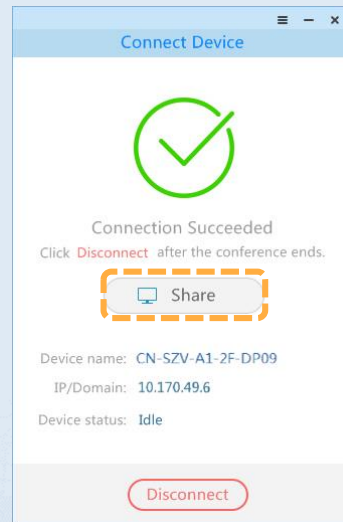 Connect Device
Connection Succeeded
Click Disconnect after the conference ends.
Share
Device name: CN-SZV-A1-2F-DP09
IP/Domain: 10.170.49.6
Device status: Idle
Disconnect